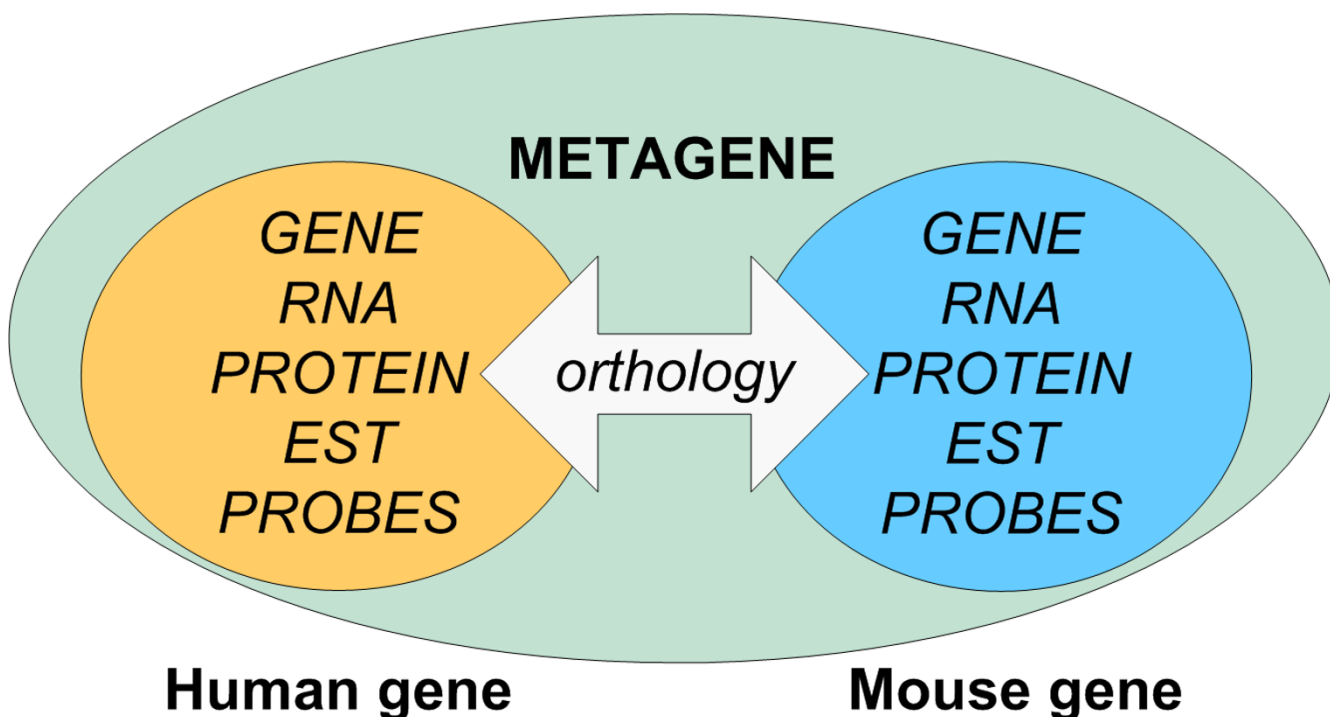 METAGENE
GENE
RNA
PROTEIN
EST
PROBES
orthology
GENE
RNA
PROTEIN
EST
PROBES
Human gene
Mouse gene